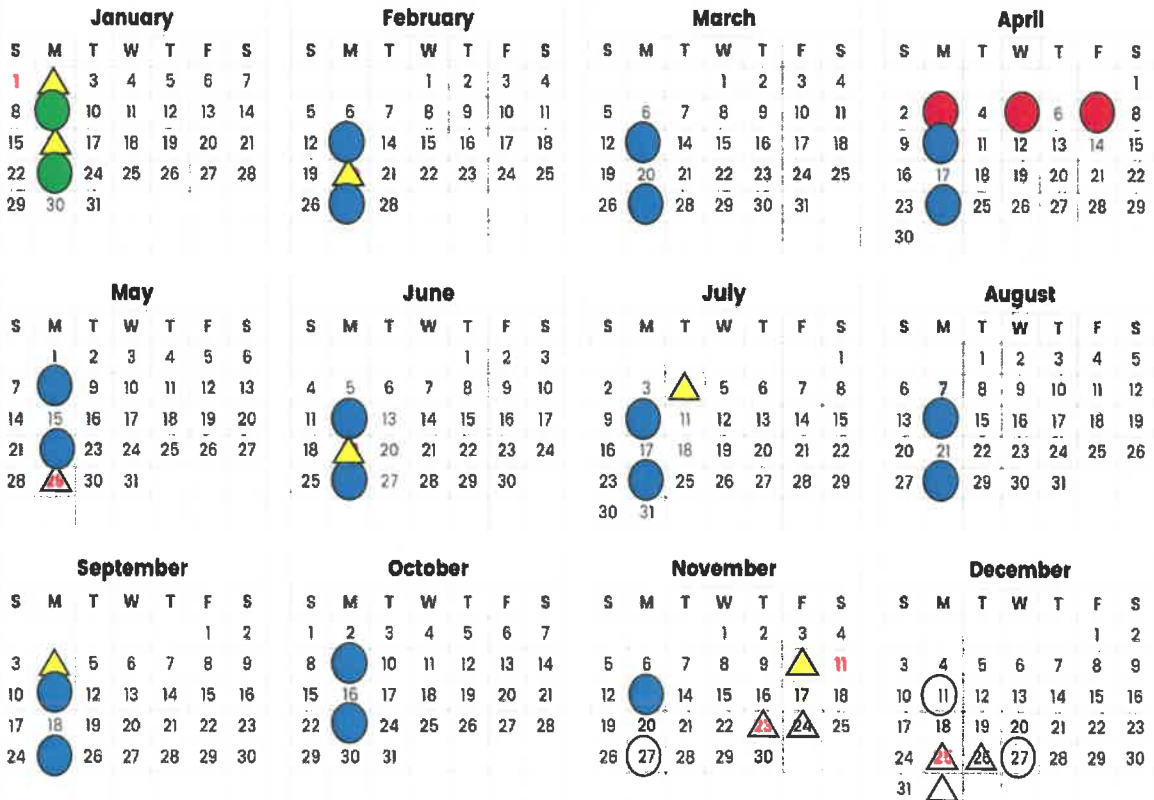 January
S M T W T F S
1 3 4 5 6 7
8 10 11 12 13 14
15 17 18 19 20 21
22 24 25 26 27 28
29 30 31
February
S M T W T F S
1 2 3 4
5 6 7 8 9 10 11
12 14 15 16 17 18
19 21 22 23 24 25
26 28
March
S M T W T F S
1 2 3 4
5 6 7 8 9 10 11
12 14 15 16 17 18
19 20 21 22 23 24 25
26 28 29 30 31
April
S M T W T F S
1
2 4 6 8
9 11 12 13 14 15
16 17 18 19 20 21 22
23 25 26 27 28 29
30
May
S M T W T F S
1 2 3 4 5 6
7 9 10 11 12 13
14 15 16 17 18 19 20
21 23 24 25 26 27
28 29 30 31
June
S M T W T F S
1 2 3
4 5 6 7 8 9 10
11 13 14 15 16 17
18 20 21 22 23 24
25 27 28 29 30
July
S M T W T F S
1
2 3 5 6 7 8
9 11 12 13 14 15
16 17 18 19 20 21 22
23 25 26 27 28 29
30 31
August
S M T W T F S
1 2 3 4 5
6 7 8 9 10 11 12
13 15 16 17 18 19
20 21 22 23 24 25 26
27 29 30 31
September
S M T W T F S
1 2
3 5 6 7 8 9
10 12 13 14 15 16
17 18 19 20 21 22 23
24 26 27 28 29 30
October
S M T W T F S
1 2 3 4 5 6 7
8 10 11 12 13 14
15 16 17 18 19 20 21
22 24 25 26 27 28
29 30 31
November
S M T W T F S
1 2 3 4
5 6 7 8 9 11
12 14 15 16 17 18
19 20 21 22 23 24 25
26 27 28 29 30
December
S M T W T F S
1 2
3 4 5 6 7 8 9
10 11 12 13 14 15 16
17 18 19 20 21 22 23
24 25 26 27 28 29 30
31